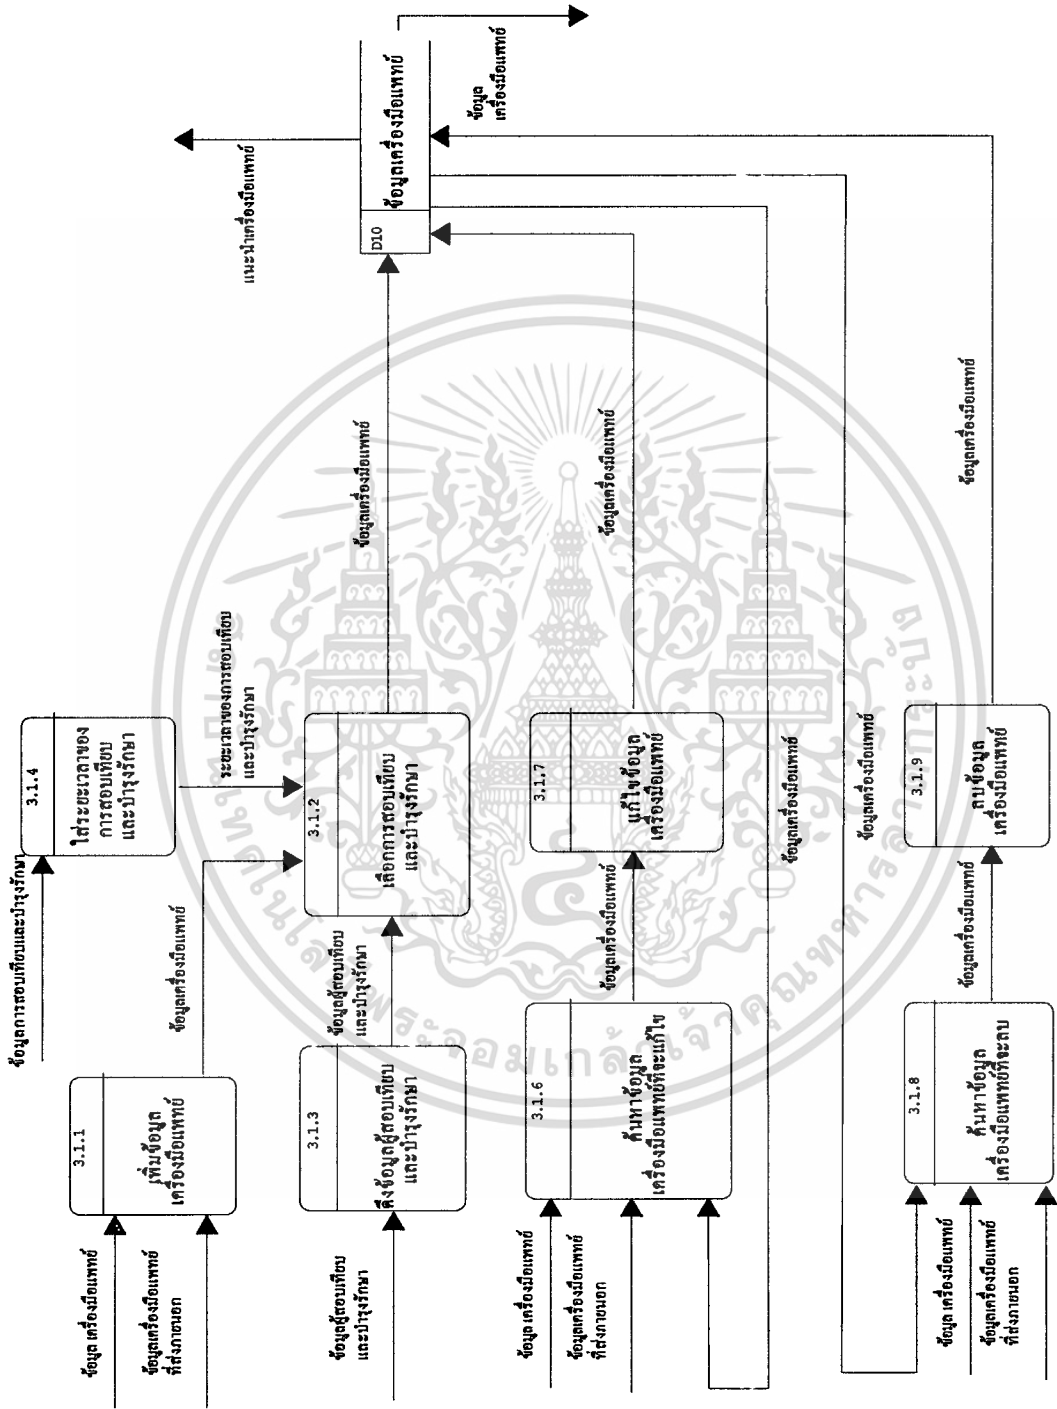 3.1.1
เพิ่มข้อมูล
เครื่องมือแพทย์
ข้อมูล เครื่องมือแพทย์
ข้อมูลเครื่องมือแพทย์
ที่ส่งภายนอก
ข้อมูลเครื่องมือแพทย์
ข้อมูลการสอบเทียบและบำรุงรักษา
3.1.4
ใส่ระยะเวลาของ
การสอบเทียบ
และบำรุงรักษา
ระยะเวลาของการสอบเทียบ
และบำรุงรักษา
แนะนำเครื่องมือแพทย์
ข้อมูลผู้สอบเทียบ
และบำรุงรักษา
3.1.3
ดึงข้อมูลผู้สอบเทียบ
และบำรุงรักษา
ข้อมูลผู้สอบเทียบ
และบำรุงรักษา
3.1.2
เลือกการสอบเทียบ
และบำรุงรักษา
ข้อมูลเครื่องมือแพทย์
D10
ข้อมูลเครื่องมือแพทย์
ข้อมูล
เครื่องมือแพทย์
ข้อมูล เครื่องมือแพทย์
ข้อมูลเครื่องมือแพทย์
ที่ส่งภายนอก
3.1.6
ค้นหาข้อมูล
เครื่องมือแพทย์ที่จะแก้ไข
ข้อมูลเครื่องมือแพทย์
3.1.7
แก้ไขข้อมูล
เครื่องมือแพทย์
ข้อมูลเครื่องมือแพทย์
ข้อมูลเครื่องมือแพทย์
ข้อมูลเครื่องมือแพทย์
ข้อมูล เครื่องมือแพทย์
ข้อมูลเครื่องมือแพทย์
ที่ส่งภายนอก
3.1.8
ค้นหาข้อมูล
เครื่องมือแพทย์ที่จะลบ
ข้อมูลเครื่องมือแพทย์
3.1.9
ลบข้อมูล
เครื่องมือแพทย์
ข้อมูลเครื่องมือแพทย์